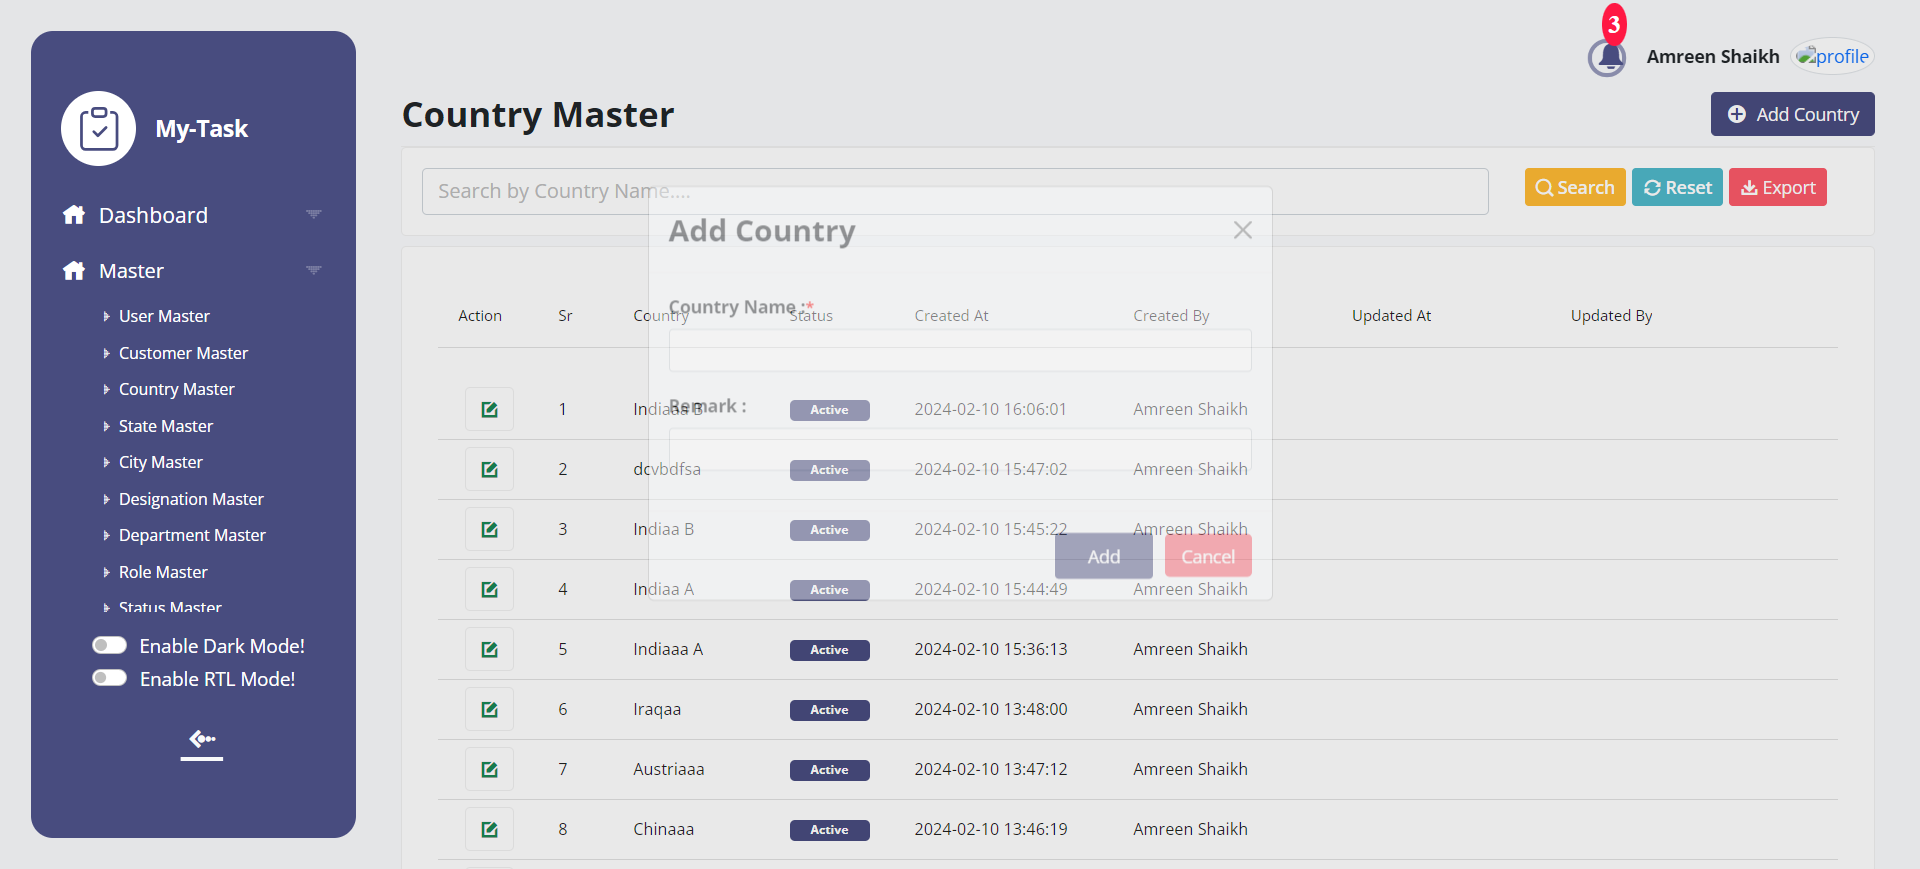 3
Amreen Shaikh profile
My-Task
Dashboard
Master
User Master
Customer Master
Country Master
State Master
City Master
Designation Master
Department Master
Role Master
Status Master
Enable Dark Mode!
Enable RTL Mode!
Country Master
Add Country
Search by Country Name....
Search Reset Export
Action Sr Country Status Created At Created By Updated At Updated By
1 Indiaaa B Active 2024-02-10 16:06:01 Amreen Shaikh
2 dcvbdfsa Active 2024-02-10 15:47:02 Amreen Shaikh
3 Indiaa B Active 2024-02-10 15:45:22 Amreen Shaikh
4 Indiaa A Active 2024-02-10 15:44:49 Amreen Shaikh
5 Indiaaa A Active 2024-02-10 15:36:13 Amreen Shaikh
6 Iraqaa Active 2024-02-10 13:48:00 Amreen Shaikh
7 Austriaaa Active 2024-02-10 13:47:12 Amreen Shaikh
8 Chinaaa Active 2024-02-10 13:46:19 Amreen Shaikh
Add Country
Country Name :*
Remark :
Add Cancel